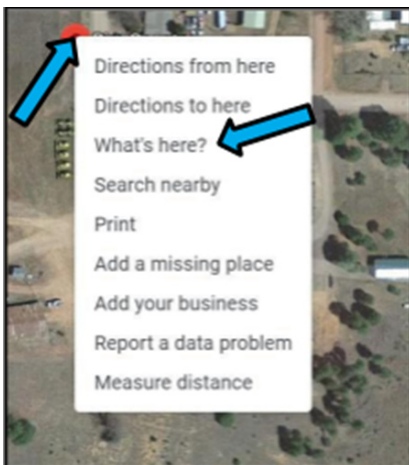 Directions from here
Directions to here
What's here?
Search nearby
Print
Add a missing place
Add your business
Report a data problem
Measure distance